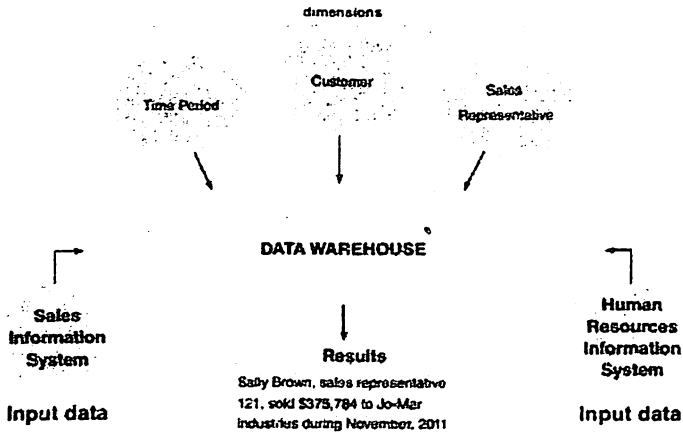 dimensions
Time Period
Customer
Sales
Representative
DATA WAREHOUSE
Sales
Information
System
Input data
Results
Sally Brown, sales representative
121, sold $375,784 to Jo-Mar
Industries during November, 2011
Human
Resources
Information
System
Input data